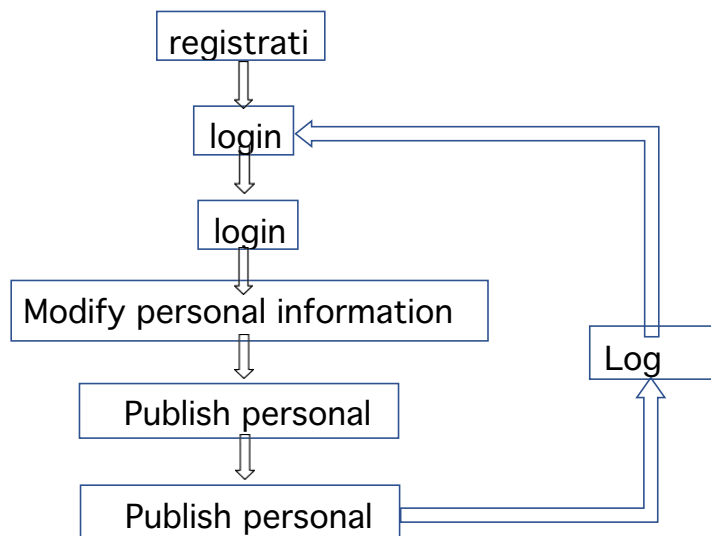 registrati
login
login
Modify personal information
Publish personal
Log
Publish personal